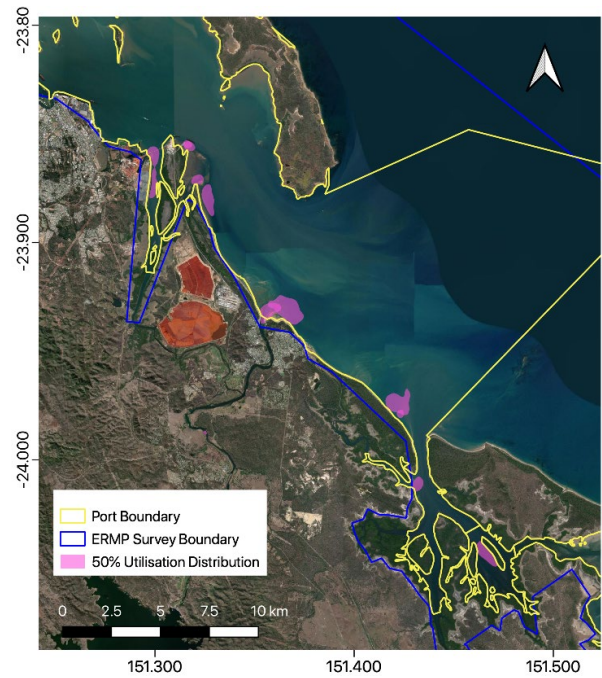 -23.80
-23.900
-24.000
Port Boundary
ERMP Survey Boundary
50% Utilisation Distribution
0 2.5 5 7.5 10 km
151.300 151.400 151.500